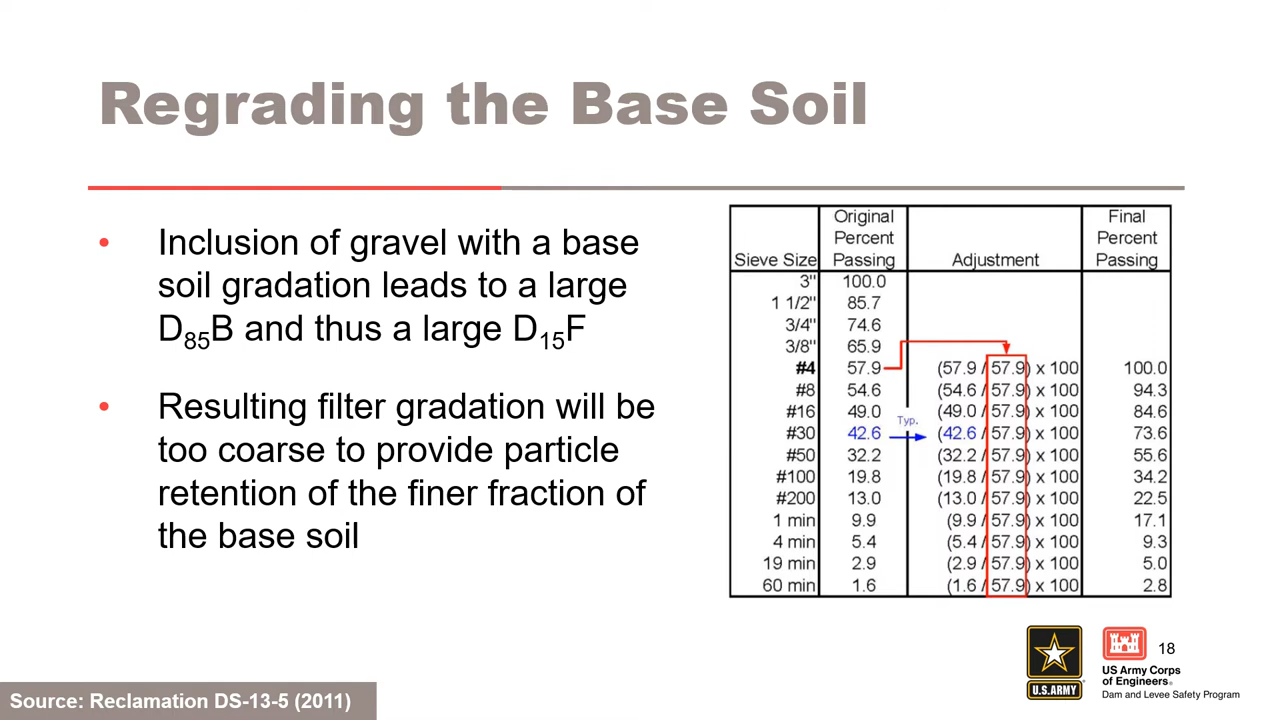 Regrading the Base Soil
• Inclusion of gravel with a base
soil gradation leads to a large
D85B and thus a large D15F
• Resulting filter gradation will be
too coarse to provide particle
retention of the finer fraction of
the base soil
Sieve Size Original Percent Passing Adjustment Final Percent Passing
3" 100.0
1 1/2" 85.7
3/4" 74.6
3/8" 65.9
#4 57.9 (57.9 / 57.9) x 100 100.0
#8 54.6 (54.6 / 57.9) x 100 94.3
#16 49.0 (49.0 / 57.9) x 100 84.6
Typ.
#30 42.6 (42.6 / 57.9) x 100 73.6
#50 32.2 (32.2 / 57.9) x 100 55.6
#100 19.8 (19.8 / 57.9) x 100 34.2
#200 13.0 (13.0 / 57.9) x 100 22.5
1 min 9.9 (9.9 / 57.9) x 100 17.1
4 min 5.4 (5.4 / 57.9) x 100 9.3
19 min 2.9 (2.9 / 57.9) x 100 5.0
60 min 1.6 (1.6 / 57.9) x 100 2.8
U.S.ARMY
18
US Army Corps
of Engineers®
Dam and Levee Safety Program
Source: Reclamation DS-13-5 (2011)